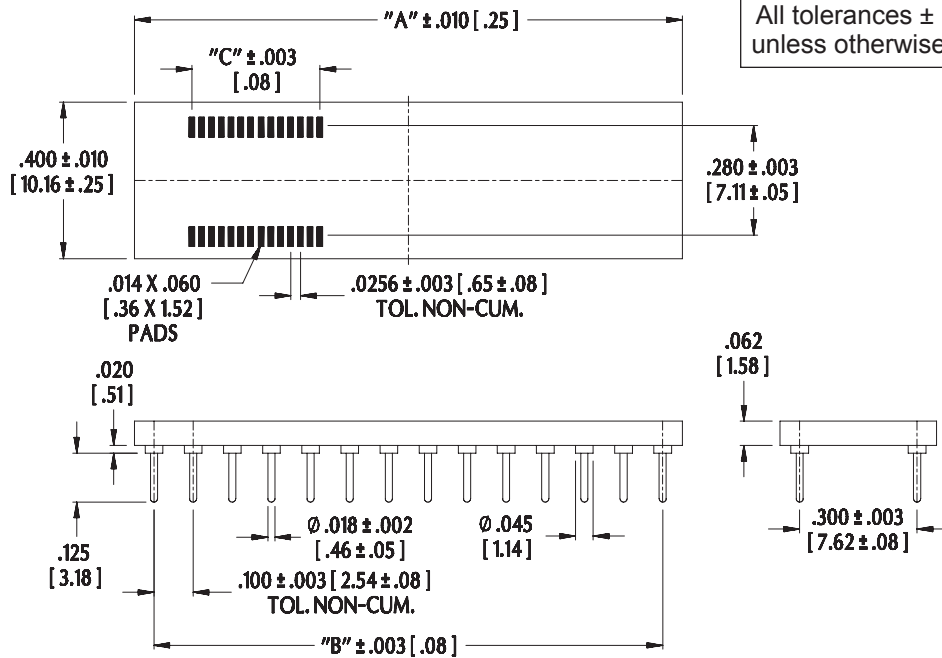 "A" ± .010 [ .25 ]
All tolerances ±
unless otherwise
"C" ± .003
[ .08 ]
.400 ± .010
[ 10.16 ± .25 ]
.280 ± .003
[ 7.11 ± .05 ]
.014 X .060
[ .36 X 1.52 ]
PADS
.0256 ± .003 [ .65 ± .08 ]
TOL. NON-CUM.
.020
[ .51 ]
.062
[ 1.58 ]
.125
[ 3.18 ]
Ø .018 ± .002
[ .46 ± .05 ]
Ø .045
[ 1.14 ]
.300 ± .003
[ 7.62 ± .08 ]
.100 ± .003 [ 2.54 ± .08 ]
TOL. NON-CUM.
"B" ± .003 [ .08 ]